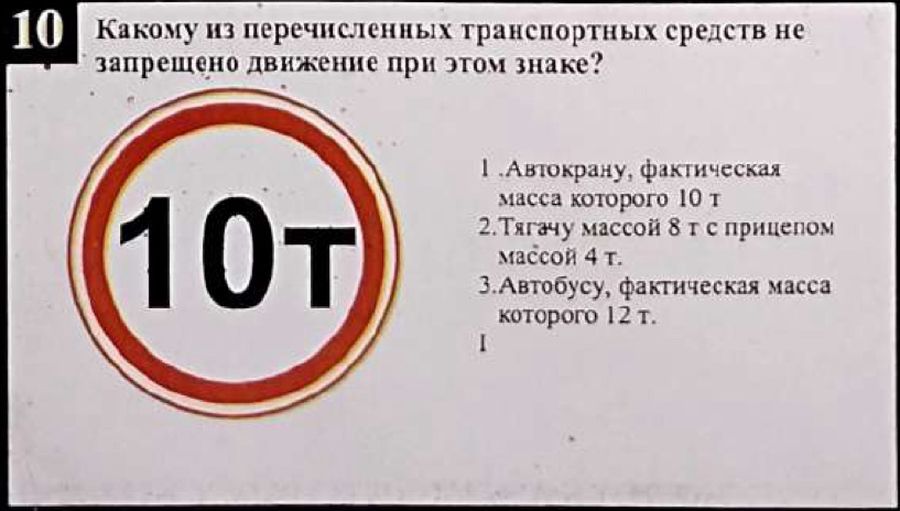 10
Какому из перечисленных транспортных средств не
запрещено движение при этом знаке?
10т
1 .Автокрану, фактическая
масса которого 10 т
2.Тягачу массой 8 т с прицепом
массой 4 т.
3.Автобусу, фактическая масса
которого 12 т.
I